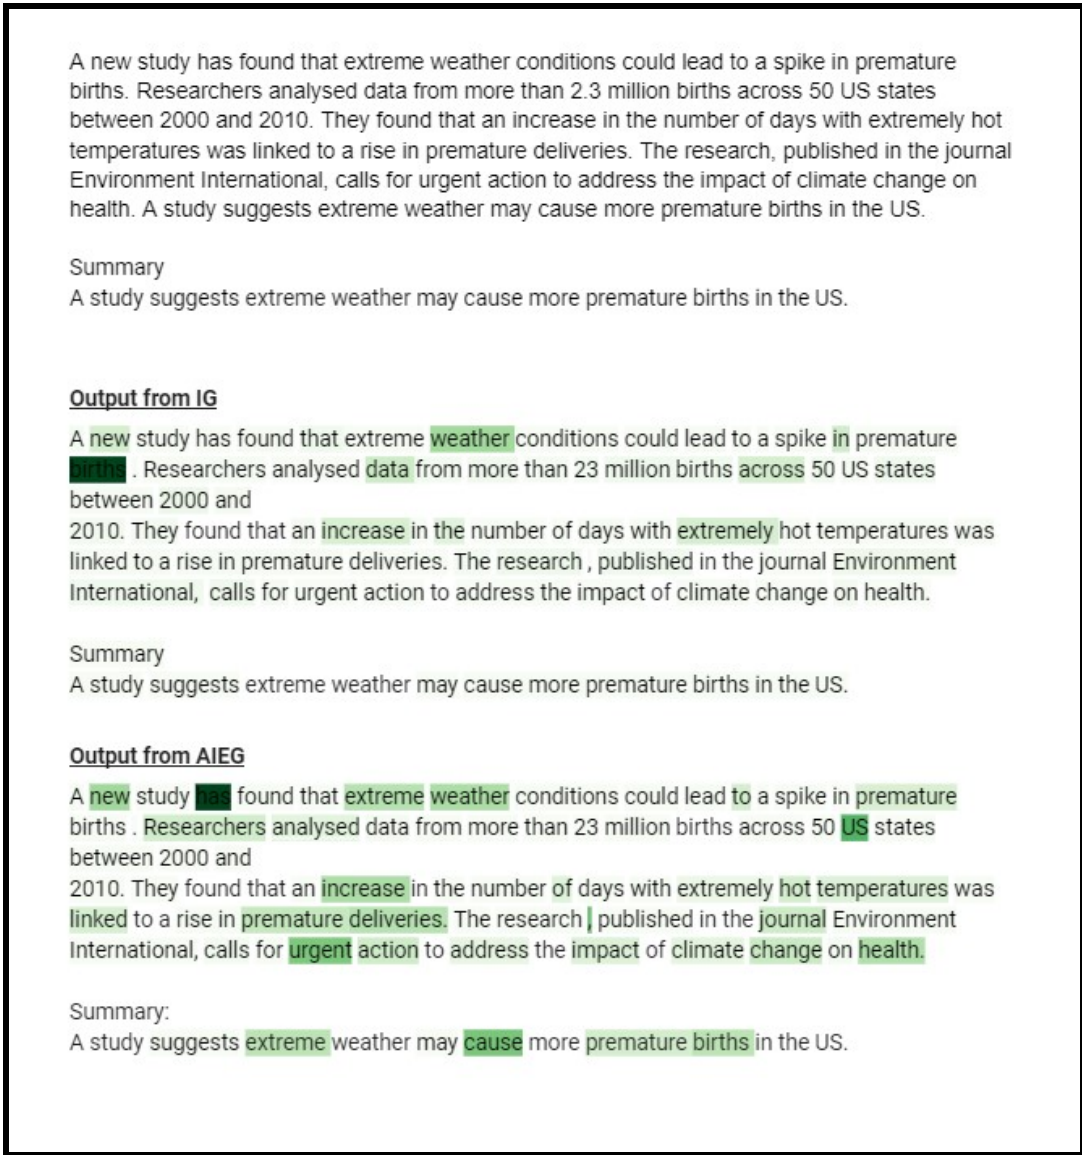 A new study has found that extreme weather conditions could lead to a spike in premature
births. Researchers analysed data from more than 2.3 million births across 50 US states
between 2000 and 2010. They found that an increase in the number of days with extremely hot
temperatures was linked to a rise in premature deliveries. The research, published in the journal
Environment International, calls for urgent action to address the impact of climate change on
health. A study suggests extreme weather may cause more premature births in the US.
Summary
A study suggests extreme weather may cause more premature births in the US.
Output from IG
A new study has found that extreme weather conditions could lead to a spike in premature
births . Researchers analysed data from more than 23 million births across 50 US states
between 2000 and
2010. They found that an increase in the number of days with extremely hot temperatures was
linked to a rise in premature deliveries. The research , published in the journal Environment
International, calls for urgent action to address the impact of climate change on health.
Summary
A study suggests extreme weather may cause more premature births in the US.
Output from AIEG
A new study has found that extreme weather conditions could lead to a spike in premature
births . Researchers analysed data from more than 23 million births across 50 US states
between 2000 and
2010. They found that an increase in the number of days with extremely hot temperatures was
linked to a rise in premature deliveries. The research , published in the journal Environment
International, calls for urgent action to address the impact of climate change on health.
Summary:
A study suggests extreme weather may cause more premature births in the US.